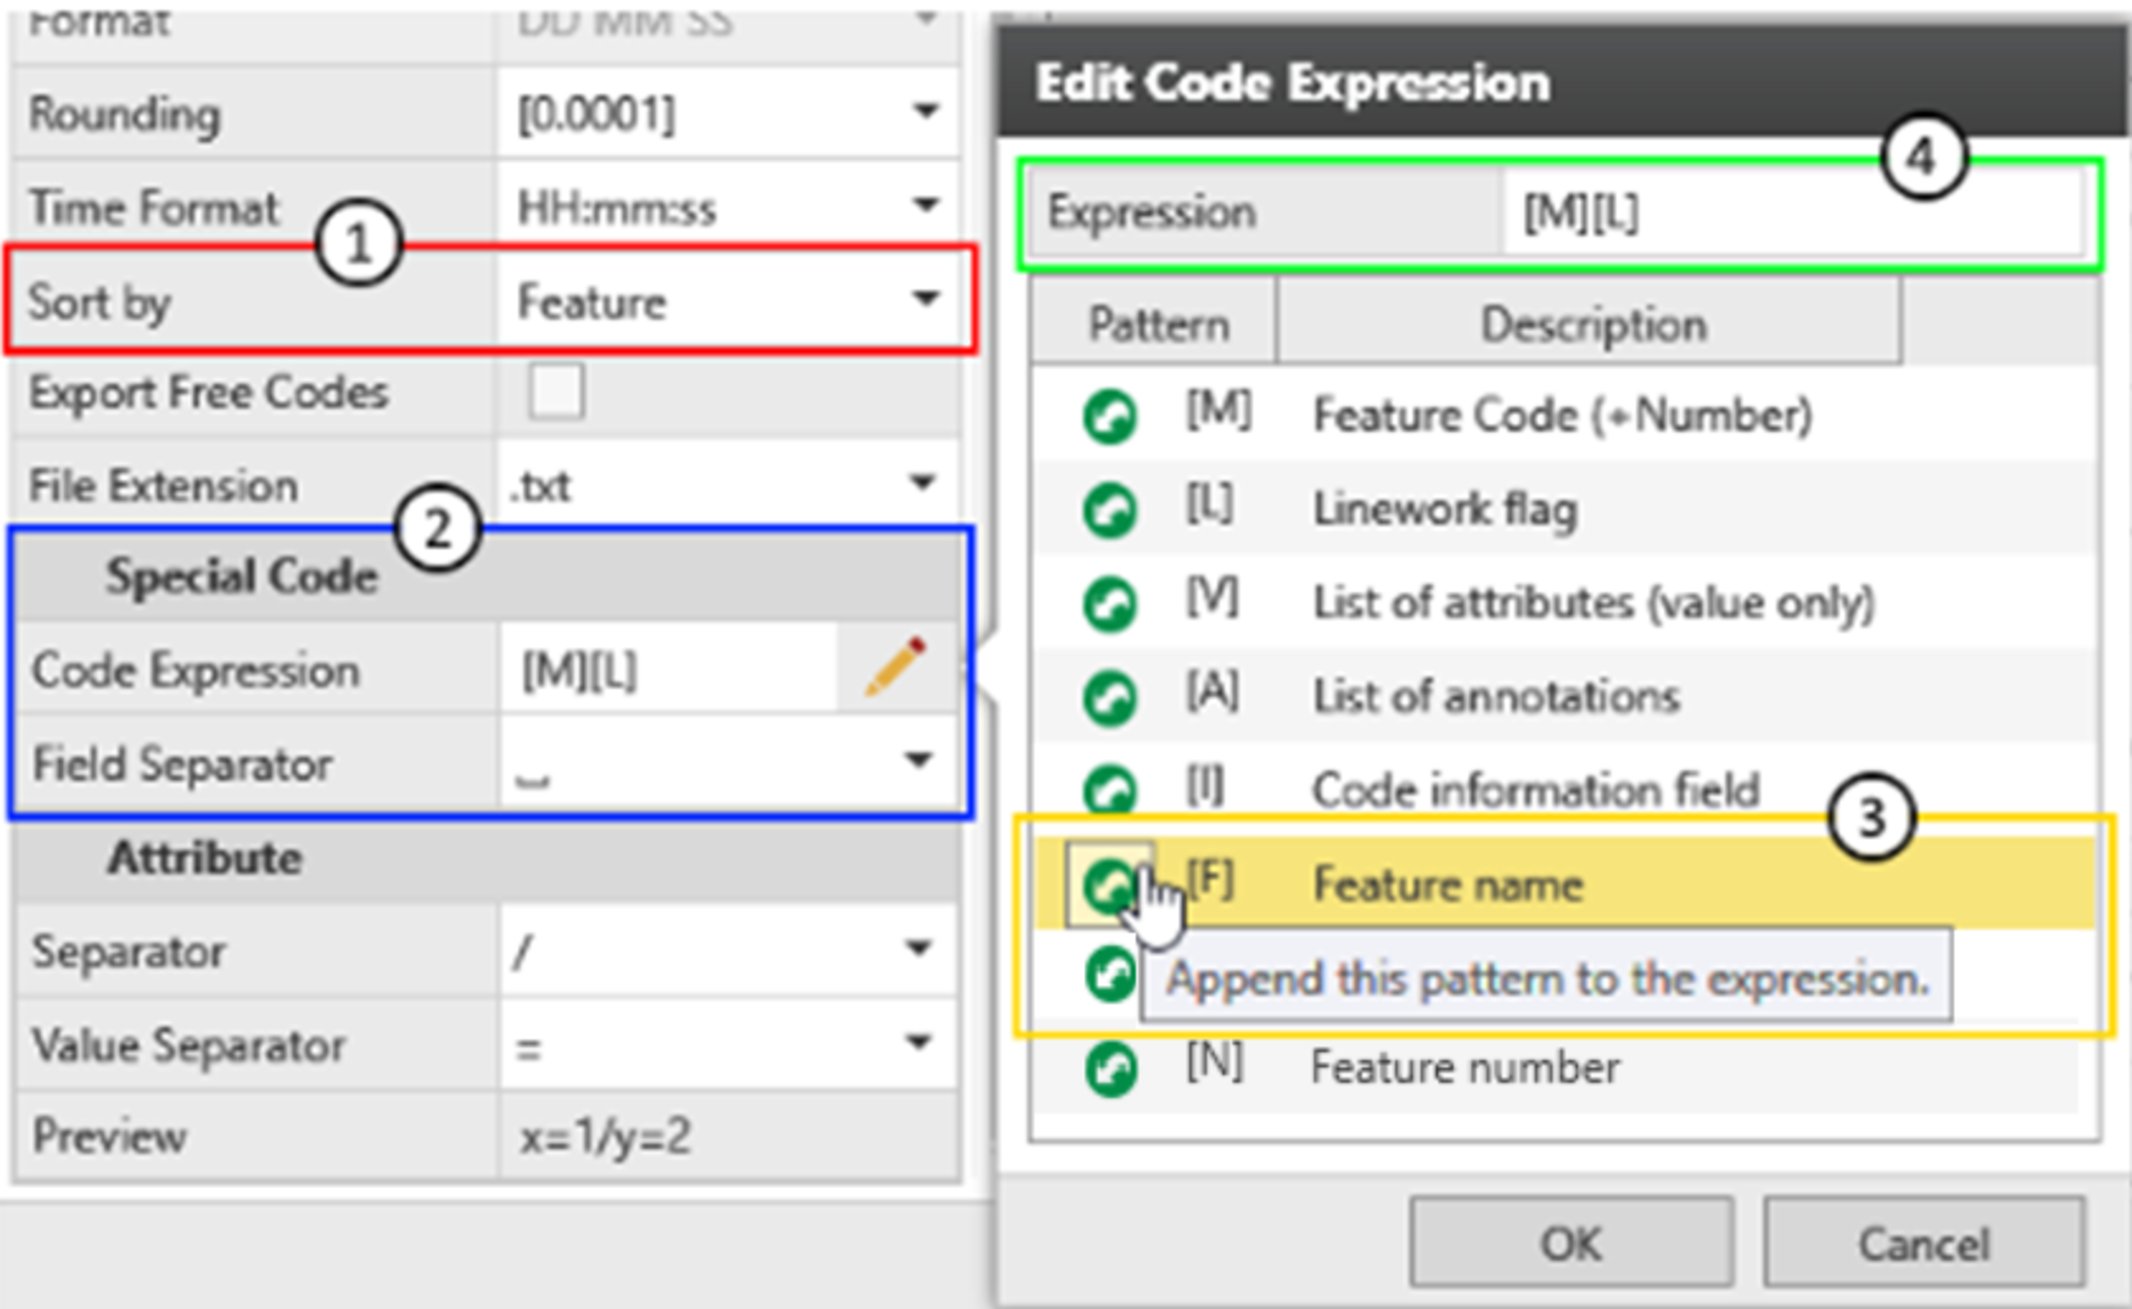 Format DD MM SS
Rounding [0.0001]
Time Format HH:mm:ss
1
Sort by Feature
Export Free Codes
File Extension .txt
2
Special Code
Code Expression [M][L]
Field Separator ⎵
Attribute
Separator /
Value Separator =
Preview x=1/y=2
Edit Code Expression
4
Expression [M][L]
Pattern Description
[M] Feature Code (+Number)
[L] Linework flag
[V] List of attributes (value only)
[A] List of annotations
[I] Code information field
3
[F] Feature name
Append this pattern to the expression.
[N] Feature number
OK Cancel